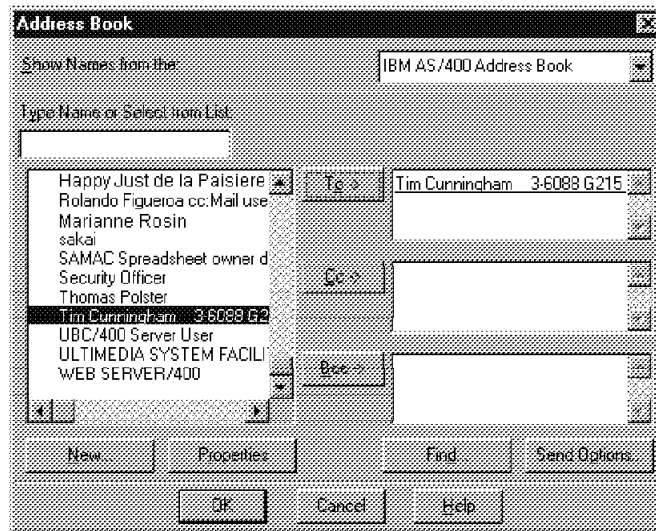 Address Book
Show Names from the:
IBM AS/400 Address Book
Type Name or Select from List:
Happy Just de la Paisiere
Rolando Figueroa cc:Mail use
Marianne Rosin
sakai
SAMAC Spreadsheet owner d
Security Officer
Thomas Polster
Tim Cunningham 3-6088 G2
UBC/400 Server User
ULTIMEDIA SYSTEM FACILI
WEB SERVER/400
To ->
Tim Cunningham 3-6088 G215
Cc ->
Bcc ->
New...
Properties
Find...
Send Options...
OK
Cancel
Help